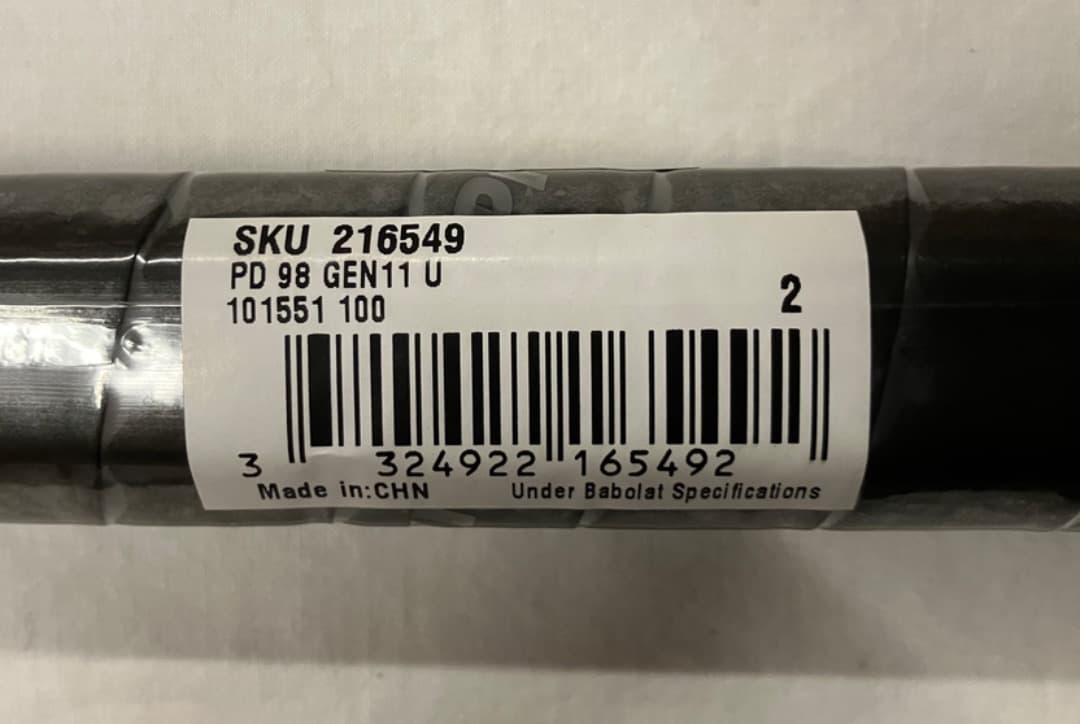 SKU 216549
PD 98 GEN11 U
101551 100
2
3 324922 165492
Made in:CHN Under Babolat Specifications